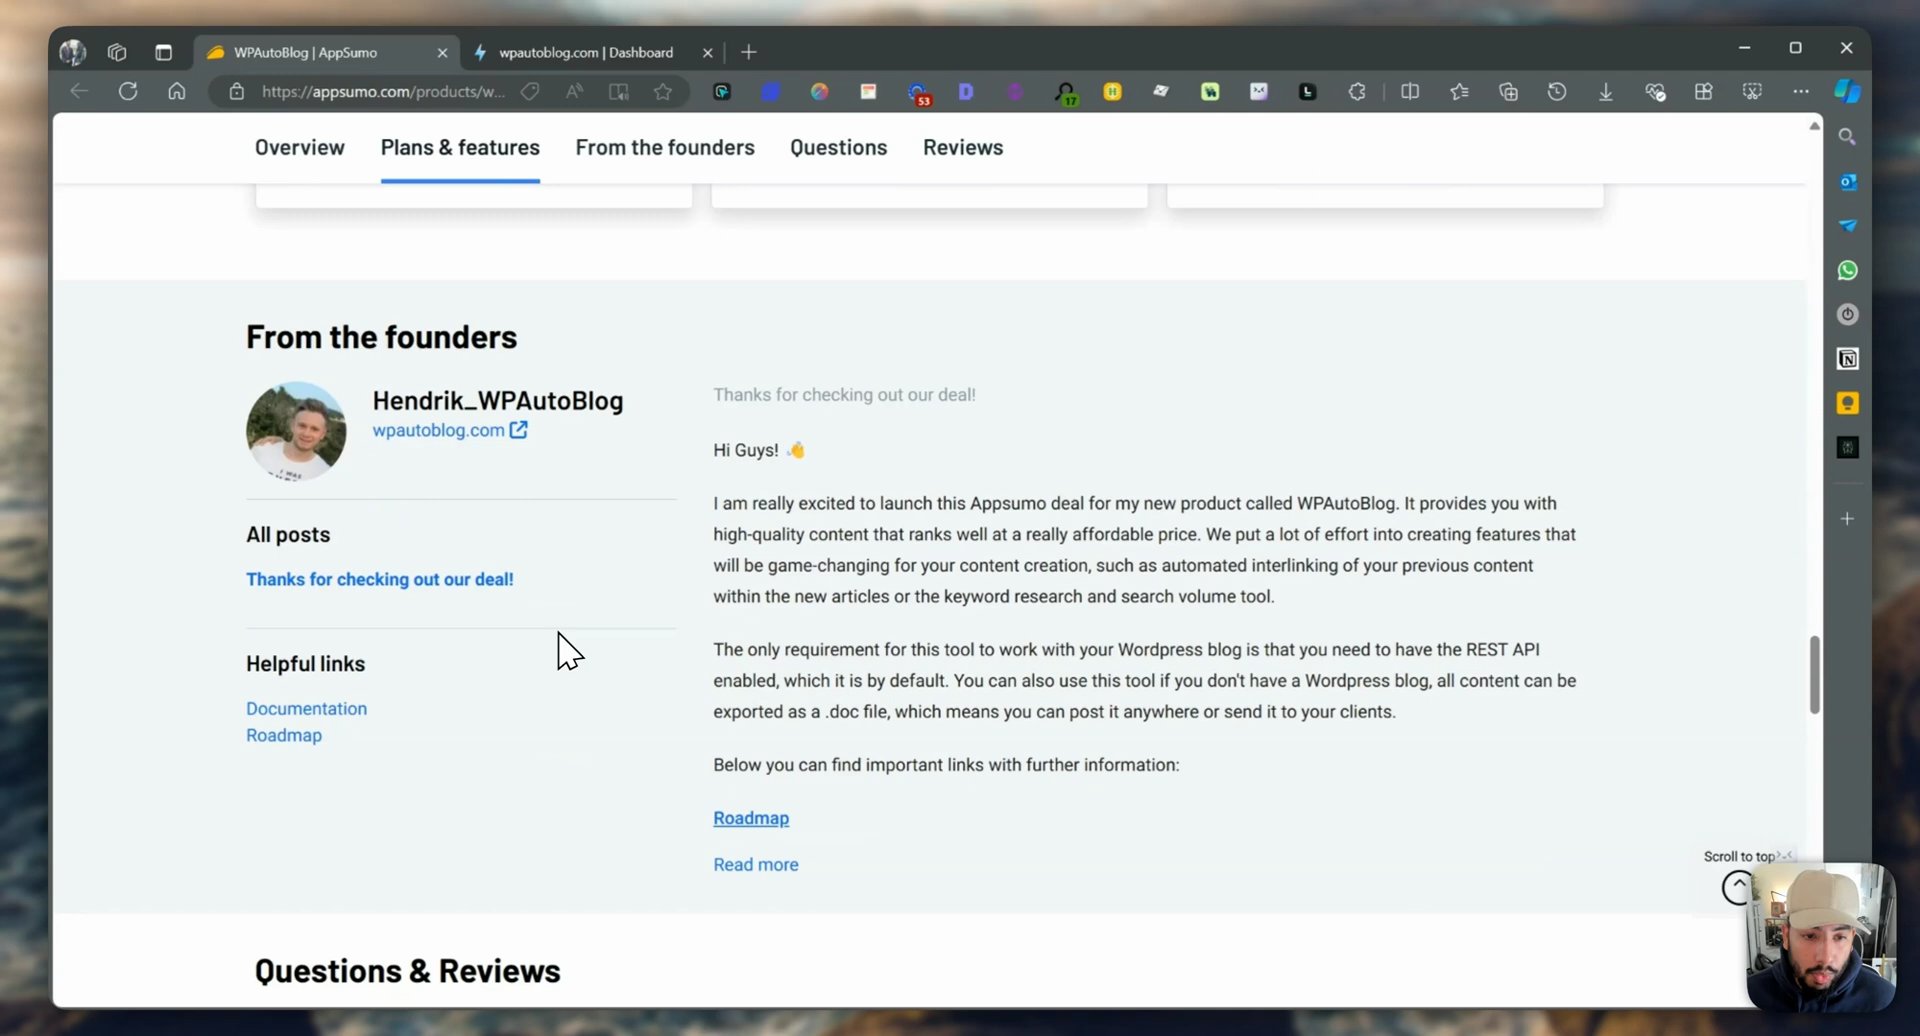 WPAutoBlog | AppSumo
wpautoblog.com | Dashboard
https://appsumo.com/products/w...
53
17
Overview
Plans & features
From the founders
Questions
Reviews
From the founders
Hendrik_WPAutoBlog
wpautoblog.com
All posts
Thanks for checking out our deal!
Helpful links
Documentation
Roadmap
Thanks for checking out our deal!
Hi Guys! 👋
I am really excited to launch this Appsumo deal for my new product called WPAutoBlog. It provides you with
high-quality content that ranks well at a really affordable price. We put a lot of effort into creating features that
will be game-changing for your content creation, such as automated interlinking of your previous content
within the new articles or the keyword research and search volume tool.
The only requirement for this tool to work with your Wordpress blog is that you need to have the REST API
enabled, which it is by default. You can also use this tool if you don't have a Wordpress blog, all content can be
exported as a .doc file, which means you can post it anywhere or send it to your clients.
Below you can find important links with further information:
Roadmap
Read more
Scroll to top
Questions & Reviews